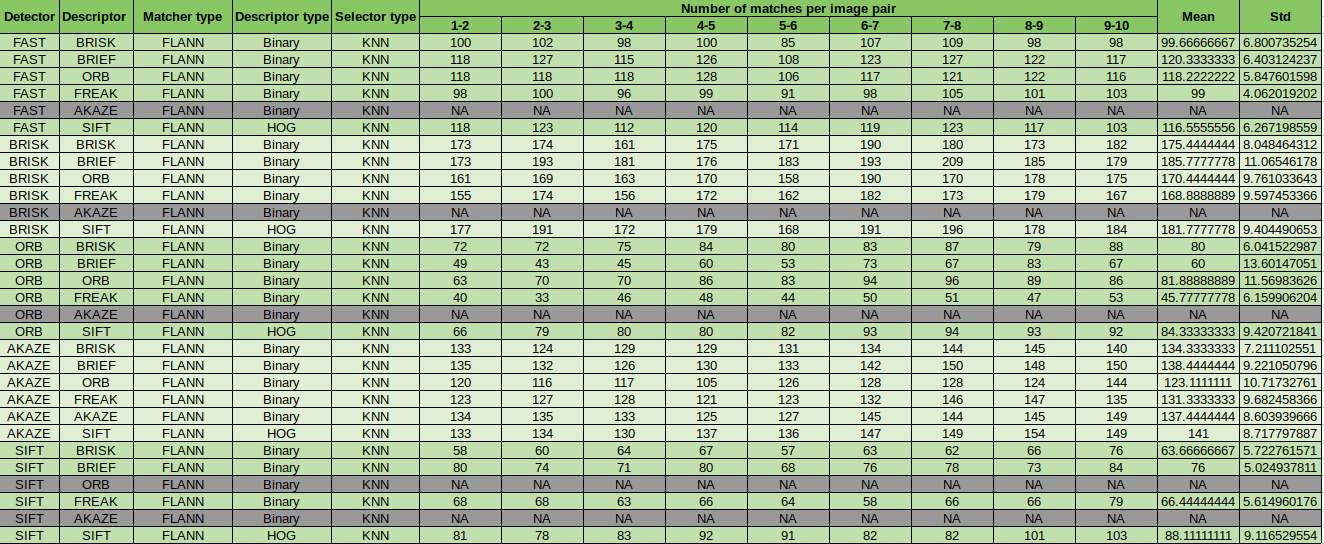 Detector Descriptor Matcher type Descriptor type Selector type Number of matches per image pair Mean Std
1-2 2-3 3-4 4-5 5-6 6-7 7-8 8-9 9-10
FAST BRISK FLANN Binary KNN 100 102 98 100 85 107 109 98 98 99.66666667 6.800735254
FAST BRIEF FLANN Binary KNN 118 127 115 126 108 123 127 122 117 120.3333333 6.403124237
FAST ORB FLANN Binary KNN 118 118 118 128 106 117 121 122 116 118.2222222 5.847601598
FAST FREAK FLANN Binary KNN 98 100 96 99 91 98 105 101 103 99 4.062019202
FAST AKAZE FLANN Binary KNN NA NA NA NA NA NA NA NA NA NA NA
FAST SIFT FLANN HOG KNN 118 123 112 120 114 119 123 117 103 116.5555556 6.267198559
BRISK BRISK FLANN Binary KNN 173 174 161 175 171 190 180 173 182 175.4444444 8.048464312
BRISK BRIEF FLANN Binary KNN 173 193 181 176 183 193 209 185 179 185.7777778 11.06546178
BRISK ORB FLANN Binary KNN 161 169 163 170 158 190 170 178 175 170.4444444 9.761033643
BRISK FREAK FLANN Binary KNN 155 174 156 172 162 182 173 179 167 168.8888889 9.597453366
BRISK AKAZE FLANN Binary KNN NA NA NA NA NA NA NA NA NA NA NA
BRISK SIFT FLANN HOG KNN 177 191 172 179 168 191 196 178 184 181.7777778 9.404490653
ORB BRISK FLANN Binary KNN 72 72 75 84 80 83 87 79 88 80 6.041522987
ORB BRIEF FLANN Binary KNN 49 43 45 60 53 73 67 83 67 60 13.60147051
ORB ORB FLANN Binary KNN 63 70 70 86 83 94 96 89 86 81.88888889 11.56983626
ORB FREAK FLANN Binary KNN 40 33 46 48 44 50 51 47 53 45.77777778 6.159906204
ORB AKAZE FLANN Binary KNN NA NA NA NA NA NA NA NA NA NA NA
ORB SIFT FLANN HOG KNN 66 79 80 80 82 93 94 93 92 84.33333333 9.420721841
AKAZE BRISK FLANN Binary KNN 133 124 129 129 131 134 144 145 140 134.3333333 7.211102551
AKAZE BRIEF FLANN Binary KNN 135 132 126 130 133 142 150 148 150 138.4444444 9.221050796
AKAZE ORB FLANN Binary KNN 120 116 117 105 126 128 128 124 144 123.1111111 10.71732761
AKAZE FREAK FLANN Binary KNN 123 127 128 121 123 132 146 147 135 131.3333333 9.682458366
AKAZE AKAZE FLANN Binary KNN 134 135 133 125 127 145 144 145 149 137.4444444 8.603939666
AKAZE SIFT FLANN HOG KNN 133 134 130 137 136 147 149 154 149 141 8.717797887
SIFT BRISK FLANN Binary KNN 58 60 64 67 57 63 62 66 76 63.66666667 5.722761571
SIFT BRIEF FLANN Binary KNN 80 74 71 80 68 76 78 73 84 76 5.024937811
SIFT ORB FLANN Binary KNN NA NA NA NA NA NA NA NA NA NA NA
SIFT FREAK FLANN Binary KNN 68 68 63 66 64 58 66 66 79 66.44444444 5.614960176
SIFT AKAZE FLANN Binary KNN NA NA NA NA NA NA NA NA NA NA NA
SIFT SIFT FLANN HOG KNN 81 78 83 92 91 82 82 101 103 88.11111111 9.116529554